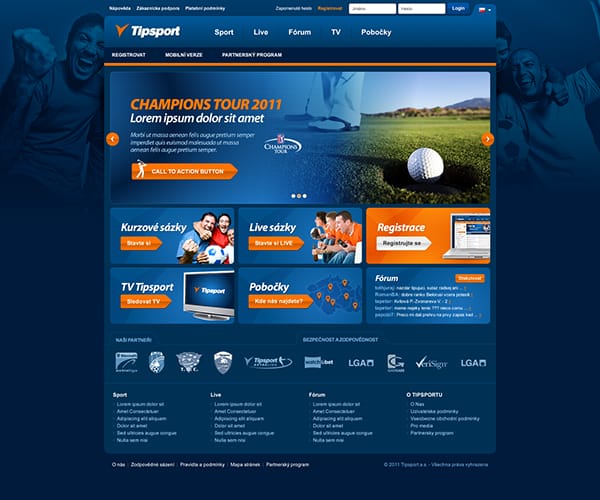 Nápověda Zákaznická podpora Platební podmínky Zapomenuté heslo Registrovat Jméno Heslo Login
Tipsport Sport Live Fórum TV Pobočky
REGISTROVAT MOBILNÍ VERZE PARTNERSKÝ PROGRAM
CHAMPIONS TOUR 2011
Lorem ipsum dolor sit amet
Morbi ut massa aenean felis augue pretium semper
imperdiet quis euismod malesuada ut massa
aenean felis augue pretium semper.
CHAMPIONS
TOUR
CALL TO ACTION BUTTON
Kurzové sázky
Stavte si
Live sázky
Stavte si LIVE
Registrace
Registrujte se
TV Tipsport
Sledovat TV
Tipsport
Pobočky
Kde nás najdete?
Fórum
Diskutovat
NAŠI PARTNEŘI
BEZPEČNOST A ZODPOVĚDNOST
Tipsport
LGA
VeriSign
LGA
Sport
Lorem ipsum dolor
Amet Consectetuer
Adipiscing elit aliquam
Dolor sit amet
Sed ultricies augue congue
Nulla sem nisi
Live
Lorem ipsum dolor
Amet Consectetuer
Adipiscing elit aliquam
Dolor sit amet
Sed ultricies augue congue
Nulla sem nisi
Fórum
Lorem ipsum dolor
Amet Consectetuer
Adipiscing elit aliquam
Dolor sit amet
Sed ultricies augue congue
Nulla sem nisi
O TIPSPORTU
O Nás
Uživatelské podmínky
Všeobecné obchodní podmínky
Pro media
Partnerský program
O nás Zodpovědné sázení Pravidla a podmínky Mapa stránek Partnerský program
© 2011 Tipsport a.s. - Všechna práva vyhrazena